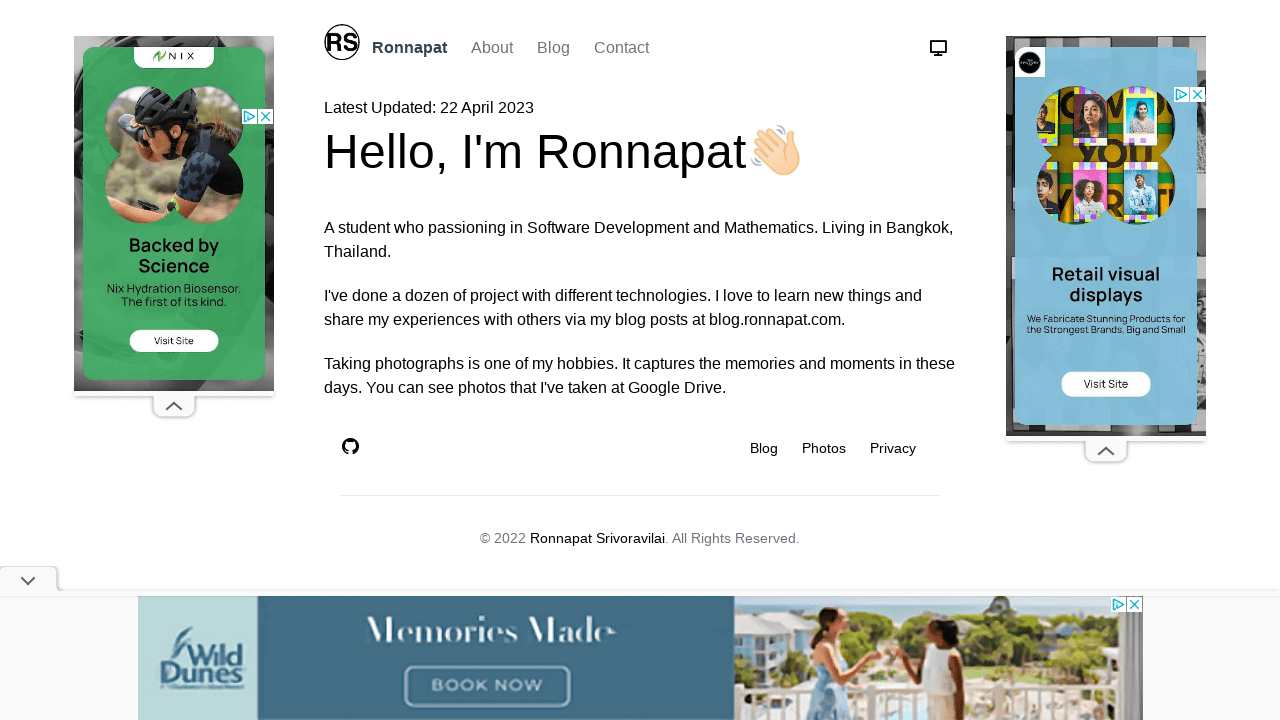 RS
Ronnapat
About
Blog
Contact
Latest Updated: 22 April 2023
Hello, I'm Ronnapat👋🏼
A student who passioning in Software Development and Mathematics. Living in Bangkok,
Thailand.
I've done a dozen of project with different technologies. I love to learn new things and
share my experiences with others via my blog posts at blog.ronnapat.com.
Taking photographs is one of my hobbies. It captures the memories and moments in these
days. You can see photos that I've taken at Google Drive.
Blog
Photos
Privacy
© 2022 Ronnapat Srivoravilai. All Rights Reserved.
NIX
Backed by
Science
Nix Hydration Biosensor.
The first of its kind.
Visit Site
YOU
Retail visual
displays
We Fabricate Stunning Products for
the Strongest Brands, Big and Small
Visit Site
Wild
Dunes
Memories Made
BOOK NOW